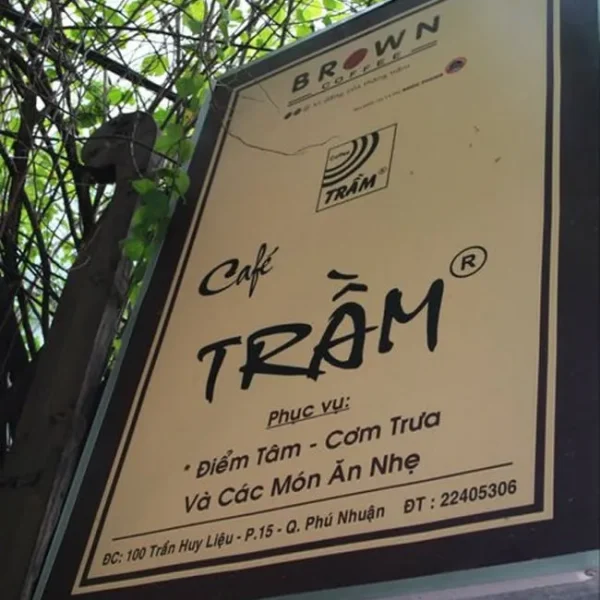 BROWN
COFFEE
Coffee
TRẦM ®
Café
TRẦM ®
Phục vụ:
* Điểm Tâm - Cơm Trưa
Và Các Món Ăn Nhẹ
ĐC: 100 Trần Huy Liệu - P.15 - Q. Phú Nhuận ĐT : 22405306